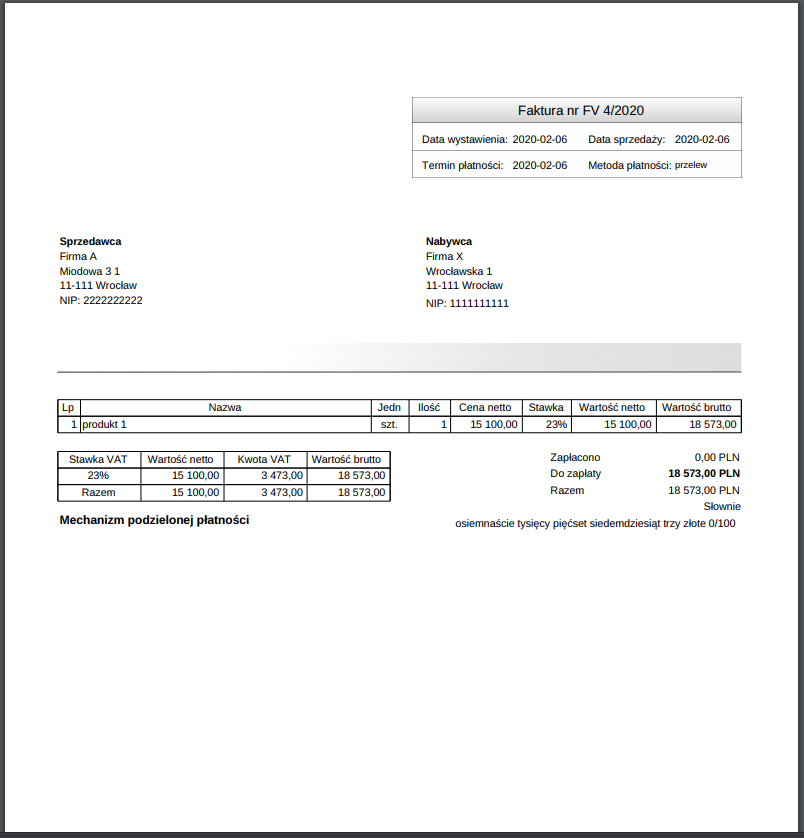 Faktura nr FV 4/2020
Data wystawienia: 2020-02-06 Data sprzedaży: 2020-02-06
Termin płatności: 2020-02-06 Metoda płatności: przelew
Sprzedawca
Firma A
Miodowa 3 1
11-111 Wrocław
NIP: 2222222222
Nabywca
Firma X
Wrocławska 1
11-111 Wrocław
NIP: 1111111111
Lp Nazwa Jedn Ilość Cena netto Stawka Wartość netto Wartość brutto
1 produkt 1 szt. 1 15 100,00 23% 15 100,00 18 573,00
Stawka VAT Wartość netto Kwota VAT Wartość brutto
23% 15 100,00 3 473,00 18 573,00
Razem 15 100,00 3 473,00 18 573,00
Mechanizm podzielonej płatności
Zapłacono 0,00 PLN
Do zapłaty 18 573,00 PLN
Razem 18 573,00 PLN
Słownie
osiemnaście tysięcy pięćset siedemdziesiąt trzy złote 0/100